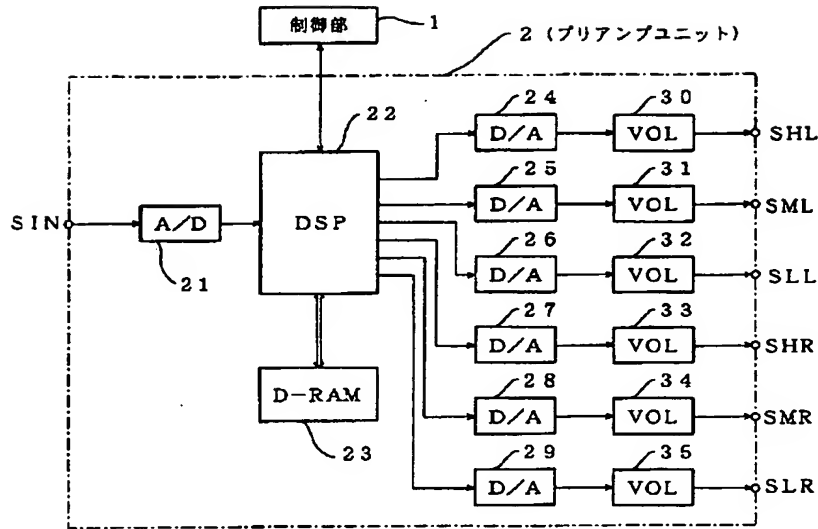 制御部
1
2 (プリアンプユニット)
22
24
30
D/A
VOL
SHL
25
31
SIN
A/D
DSP
D/A
VOL
SML
21
26
32
D/A
VOL
SLL
27
33
D/A
VOL
SHR
D-RAM
28
34
D/A
VOL
SMR
23
29
35
D/A
VOL
SLR